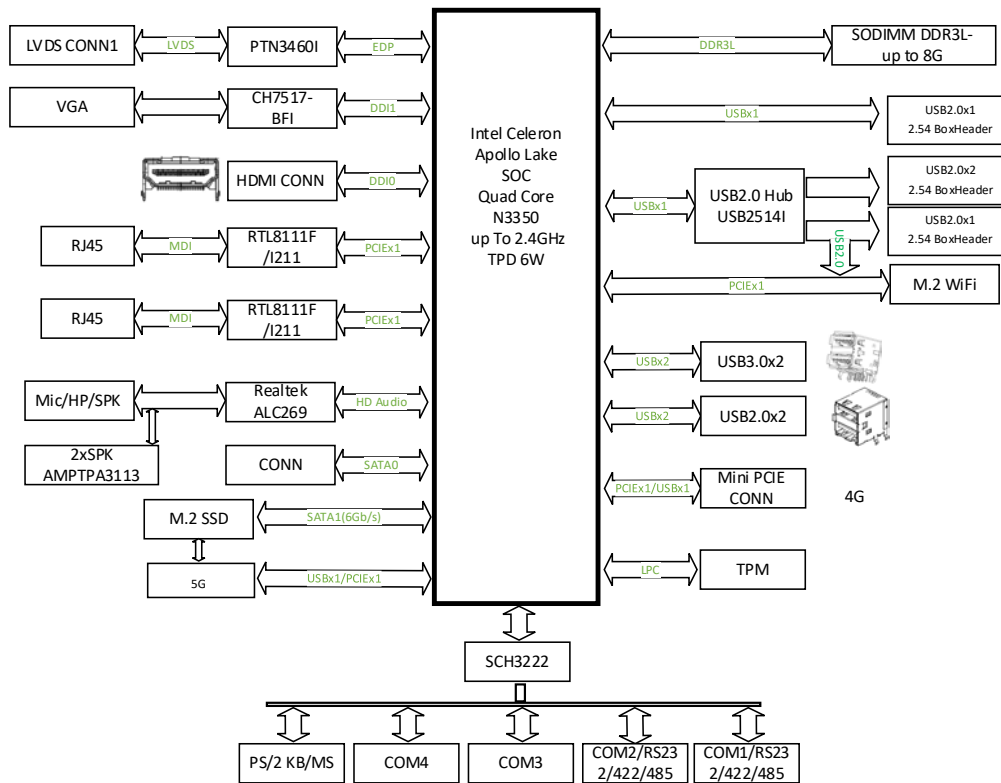 LVDS CONN1
LVDS
PTN3460I
EDP
VGA
CH7517-
BFI
DDI1
HDMI CONN
DDI0
RJ45
MDI
RTL8111F
/I211
PCIEx1
RJ45
MDI
RTL8111F
/I211
PCIEx1
Mic/HP/SPK
Realtek
ALC269
HD Audio
2xSPK
AMPTPA3113
CONN
SATA0
M.2 SSD
SATA1(6Gb/s)
5G
USBx1/PCIEx1
Intel Celeron
Apollo Lake
SOC
Quad Core
N3350
up To 2.4GHz
TPD 6W
DDR3L
SODIMM DDR3L-
up to 8G
USBx1
USB2.0x1
2.54 BoxHeader
USBx1
USB2.0 Hub
USB2514I
USB2.0x2
2.54 BoxHeader
USB2.0x1
2.54 BoxHeader
USB2.0
PCIEx1
M.2 WiFi
USBx2
USB3.0x2
USBx2
USB2.0x2
PCIEx1/USBx1
Mini PCIE
CONN
4G
LPC
TPM
SCH3222
PS/2 KB/MS
COM4
COM3
COM2/RS23
2/422/485
COM1/RS23
2/422/485